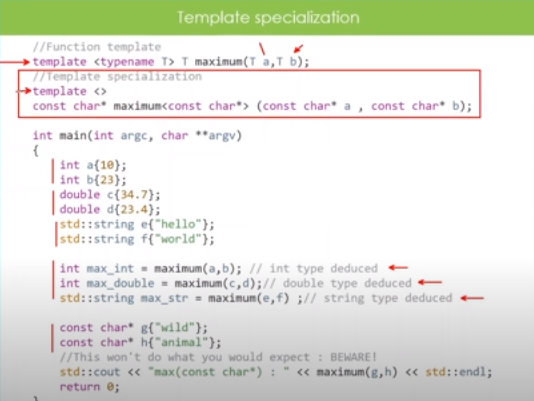 Template specialization
//Function template
template <typename T> T maximum(T a,T b);
//Template specialization
template <>
const char* maximum<const char*> (const char* a , const char* b);
int main(int argc, char **argv)
{
int a{10};
int b{23};
double c{34.7};
double d{23.4};
std::string e{"hello"};
std::string f{"world"};
int max_int = maximum(a,b); // int type deduced
int max_double = maximum(c,d);// double type deduced
std::string max_str = maximum(e,f) ;// string type deduced
const char* g{"wild"};
const char* h{"animal"};
//This won't do what you would expect : BEWARE!
std::cout << "max(const char*) : " << maximum(g,h) << std::endl;
return 0;
}